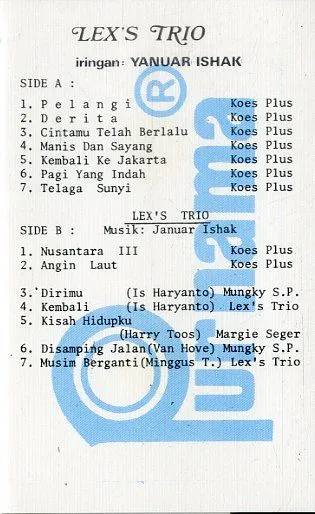 LEX'S TRIO
iringan: YANUAR ISHAK
SIDE A :
1. Pelangi Koes Plus
2. Derita Koes Plus
3. Cintamu Telah Berlalu Koes Plus
4. Manis Dan Sayang Koes Plus
5. Kembali Ke Jakarta Koes Plus
6. Pagi Yang Indah Koes Plus
7. Telaga Sunyi Koes Plus
LEX'S TRIO
SIDE B : Musik: Januar Ishak
1. Nusantara III Koes Plus
2. Angin Laut Koes Plus
3. Dirimu (Is Haryanto) Mungky S.P.
4. Kembali (Is Haryanto) Lex's Trio
5. Kisah Hidupku
(Harry Toos) Margie Seger
6. Disamping Jalan(Van Hove) Mungky S.P.
7. Musim Berganti(Minggus T.) Lex's Trio
Purnama ®